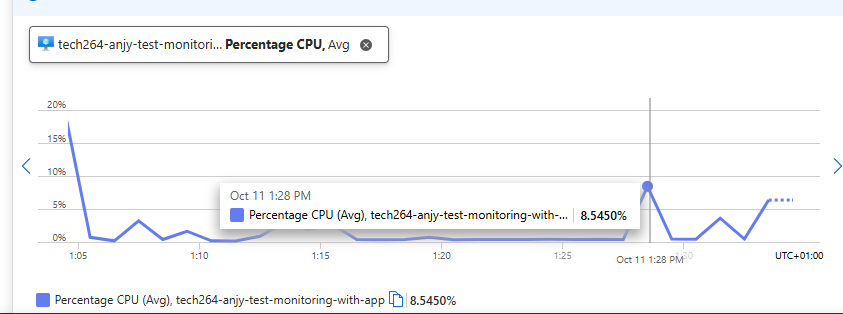 tech264-anjy-test-monitori... Percentage CPU, Avg
20%
15%
10%
5%
0%
Oct 11 1:28 PM
Percentage CPU (Avg), tech264-anjy-test-monitoring-with-... 8.5450%
1:05 1:10 1:15 1:20 1:25 Oct 11 1:28 PM 1:30 UTC+01:00
Percentage CPU (Avg), tech264-anjy-test-monitoring-with-app 8.5450%